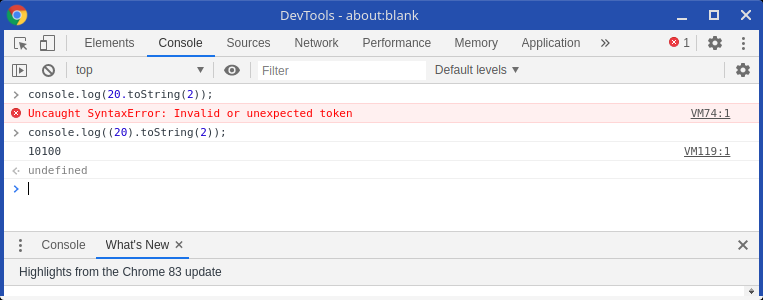 DevTools - about:blank
Elements Console Sources Network Performance Memory Application » 1
top Filter Default levels
console.log(20.toString(2));
Uncaught SyntaxError: Invalid or unexpected token VM74:1
console.log((20).toString(2));
10100 VM119:1
undefined
Console What's New
Highlights from the Chrome 83 update